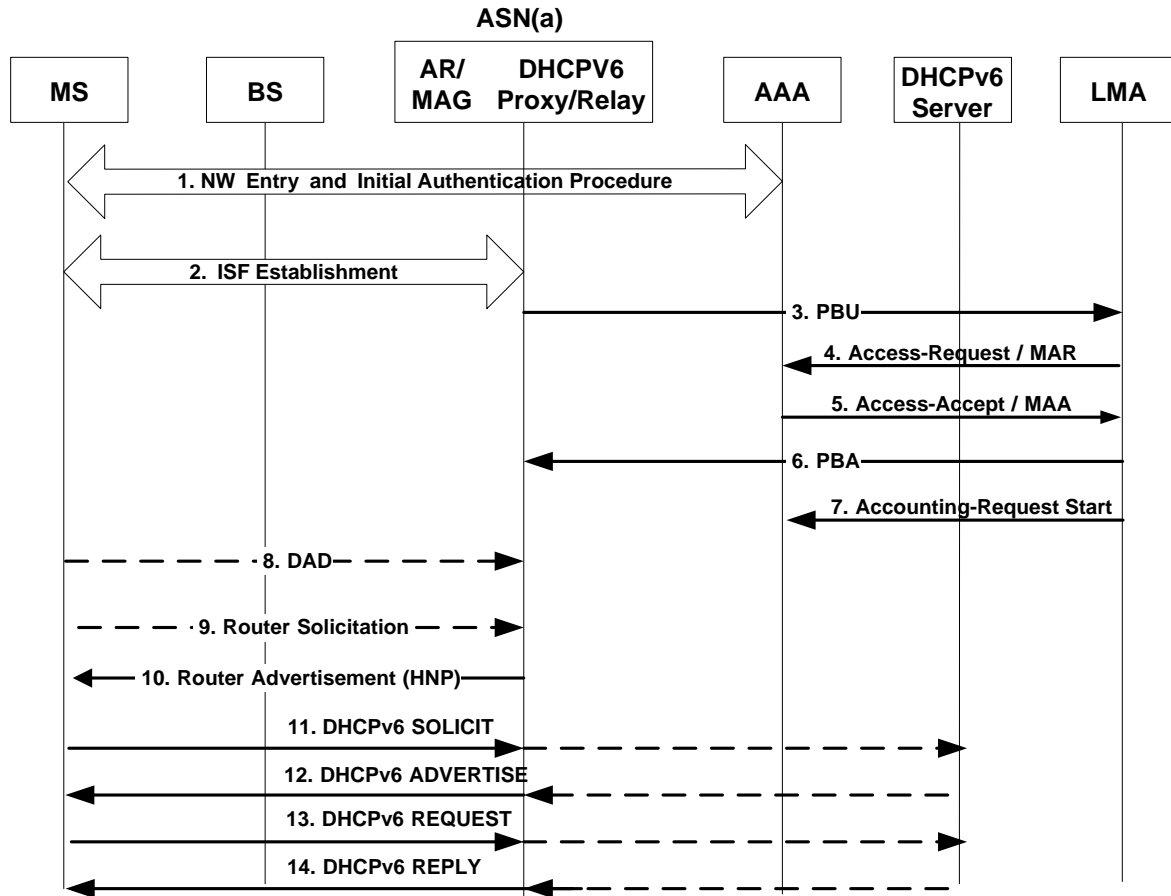 ASN(a)
MS
BS
AR/
MAG
DHCPV6
Proxy/Relay
AAA
DHCPv6
Server
LMA
1. NW Entry and Initial Authentication Procedure
2. ISF Establishment
3. PBU
4. Access-Request / MAR
5. Access-Accept / MAA
6. PBA
7. Accounting-Request Start
8. DAD
9. Router Solicitation
10. Router Advertisement (HNP)
11. DHCPv6 SOLICIT
12. DHCPv6 ADVERTISE
13. DHCPv6 REQUEST
14. DHCPv6 REPLY